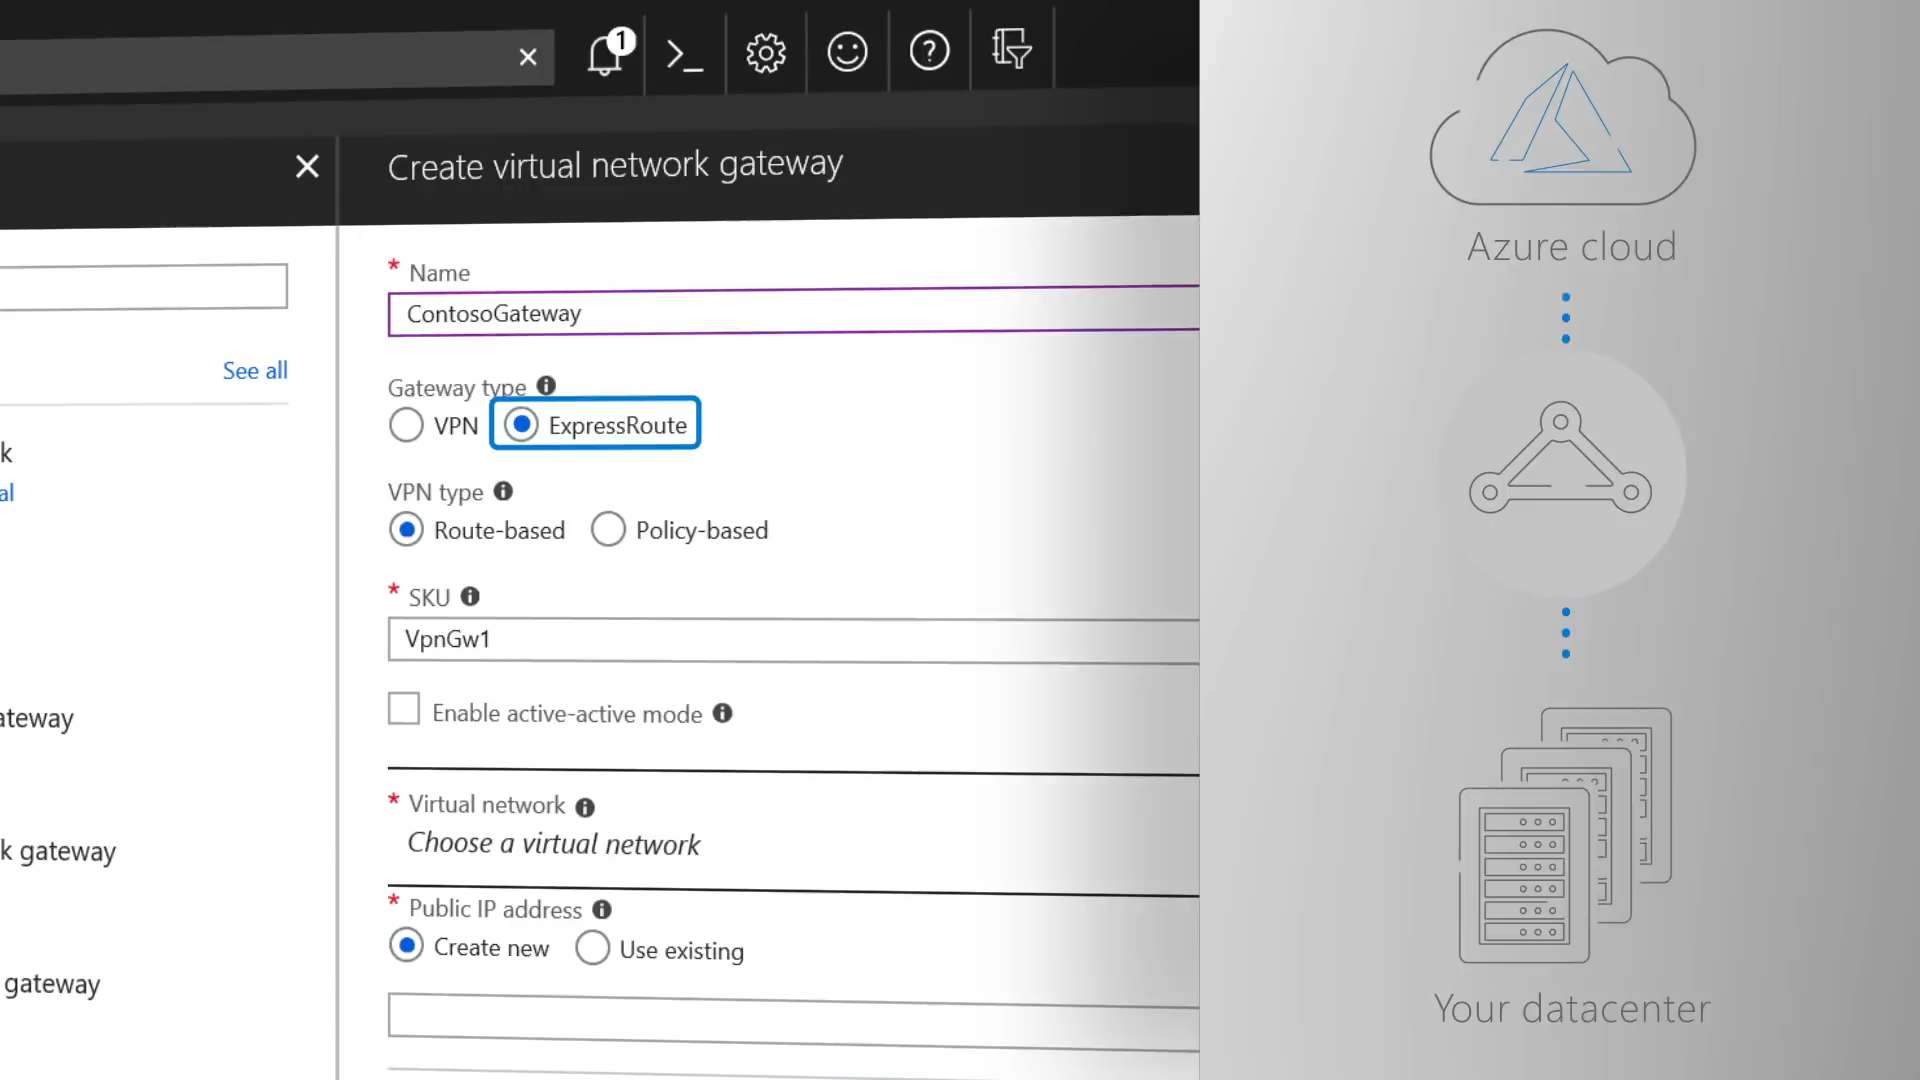 1
Create virtual network gateway
* Name
ContosoGateway
See all
Gateway type
VPN
ExpressRoute
k
al
VPN type
Route-based
Policy-based
* SKU
VpnGw1
Enable active-active mode
ateway
* Virtual network
Choose a virtual network
k gateway
* Public IP address
Create new
Use existing
gateway
Azure cloud
Your datacenter